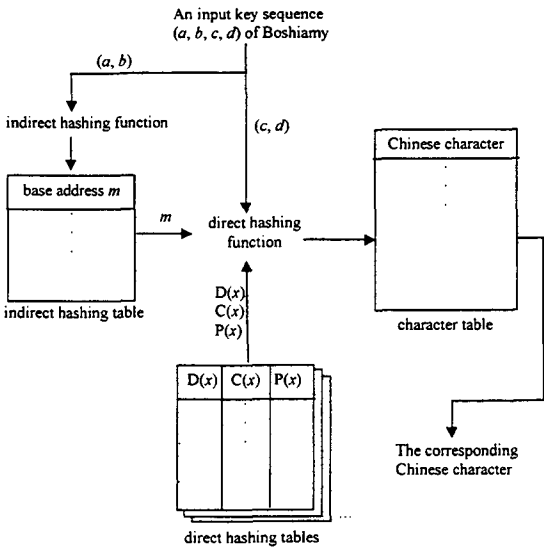 An input key sequence
(a, b, c, d) of Boshiamy
(a, b)
indirect hashing function
(c, d)
base address m
m
direct hashing
function
Chinese character
indirect hashing table
D(x)
C(x)
P(x)
character table
D(x) C(x) P(x)
The corresponding
Chinese character
direct hashing tables